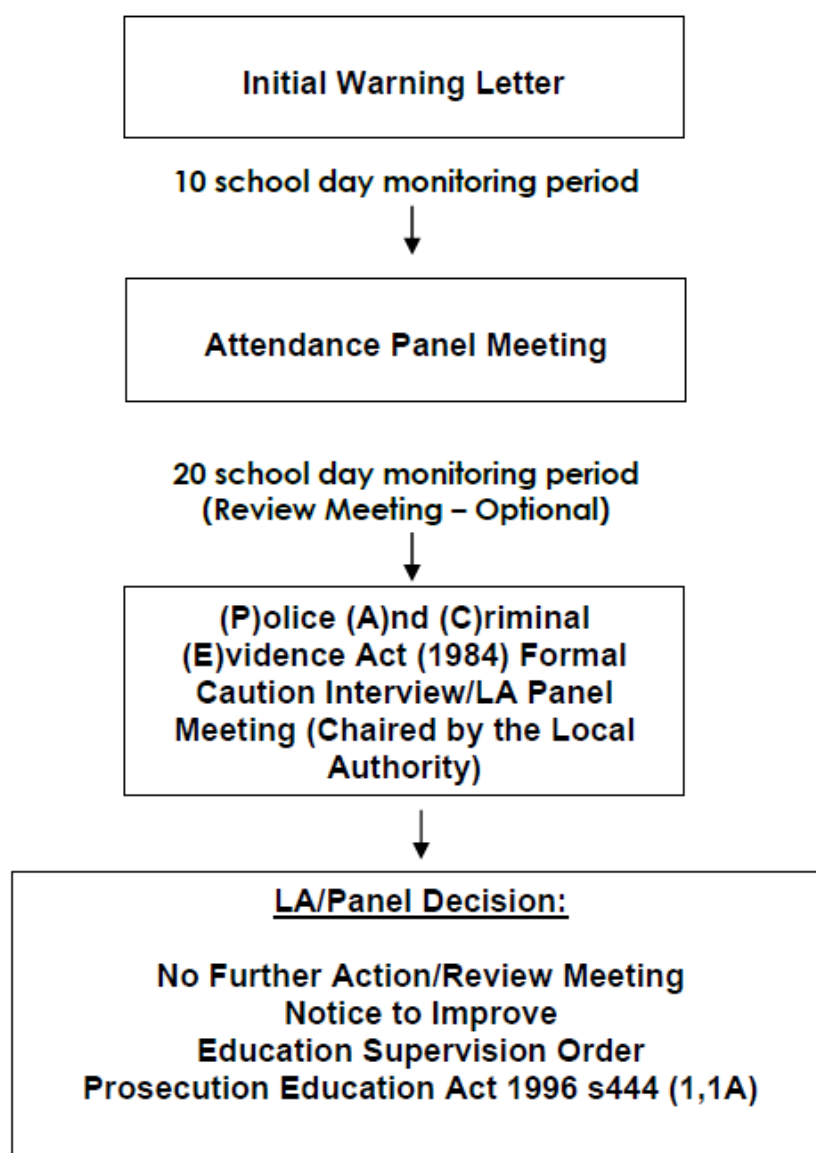 Initial Warning Letter
10 school day monitoring period
Attendance Panel Meeting
20 school day monitoring period
(Review Meeting – Optional)
(P)olice (A)nd (C)riminal
(E)vidence Act (1984) Formal
Caution Interview/LA Panel
Meeting (Chaired by the Local
Authority)
LA/Panel Decision:
No Further Action/Review Meeting
Notice to Improve
Education Supervision Order
Prosecution Education Act 1996 s444 (1,1A)